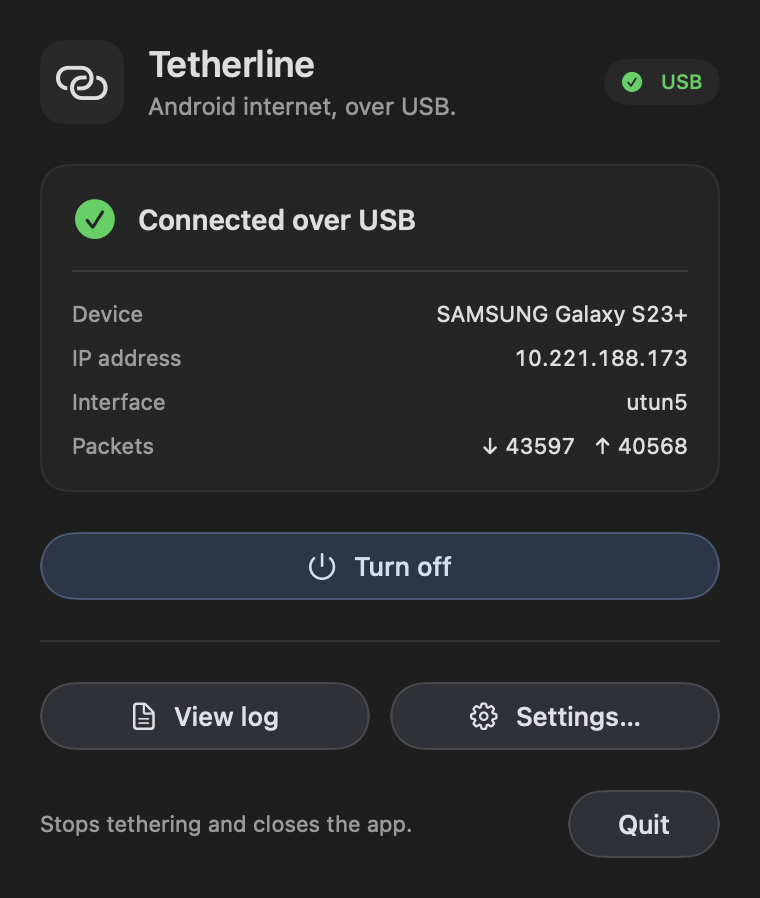 Tetherline
Android internet, over USB.
USB
Connected over USB
Device SAMSUNG Galaxy S23+
IP address 10.221.188.173
Interface utun5
Packets ↓ 43597 ↑ 40568
Turn off
View log
Settings...
Stops tethering and closes the app.
Quit